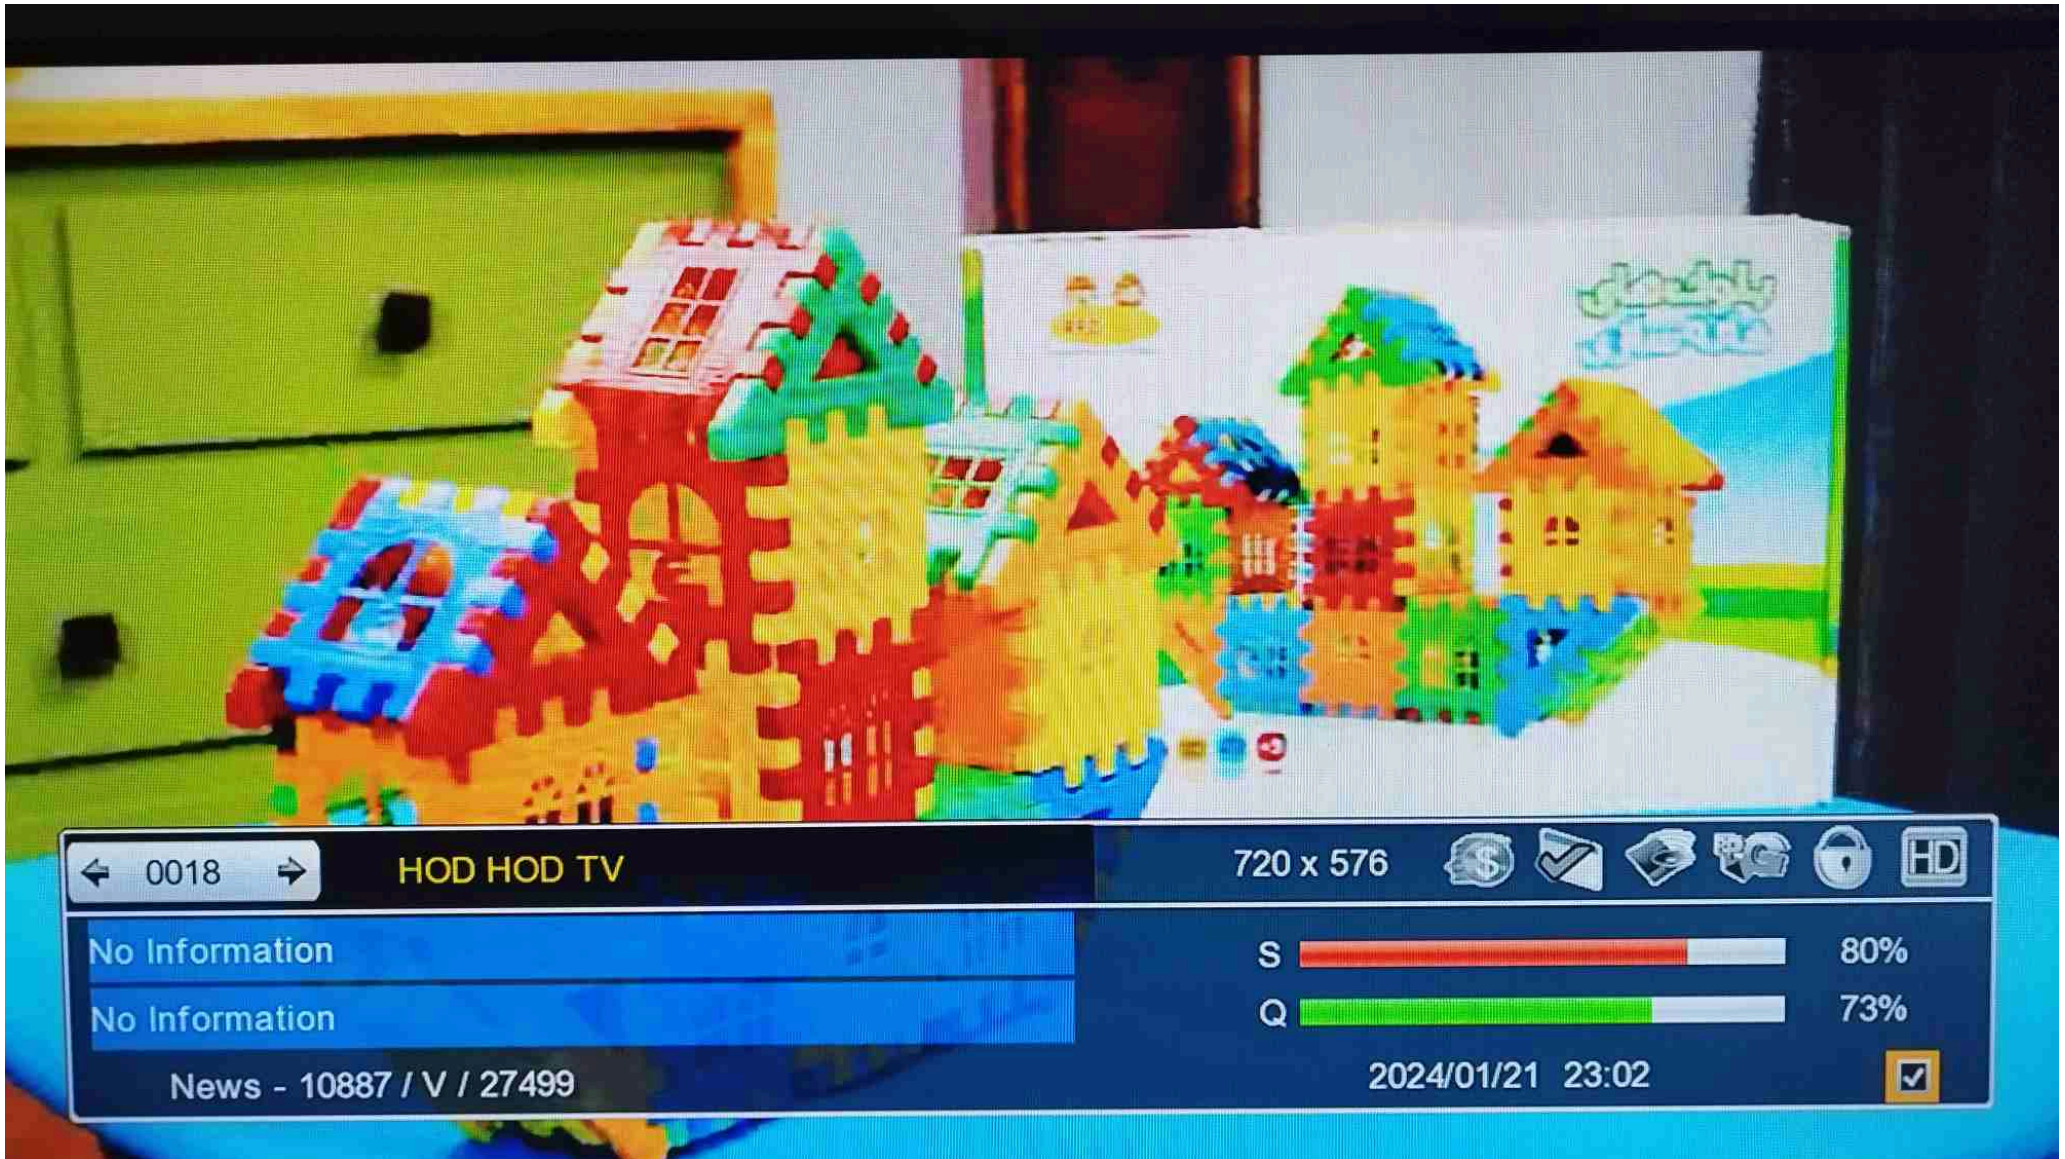 0018
HOD HOD TV
720 x 576
HD
No Information
S
80%
No Information
Q
73%
News - 10887 / V / 27499
2024/01/21 23:02